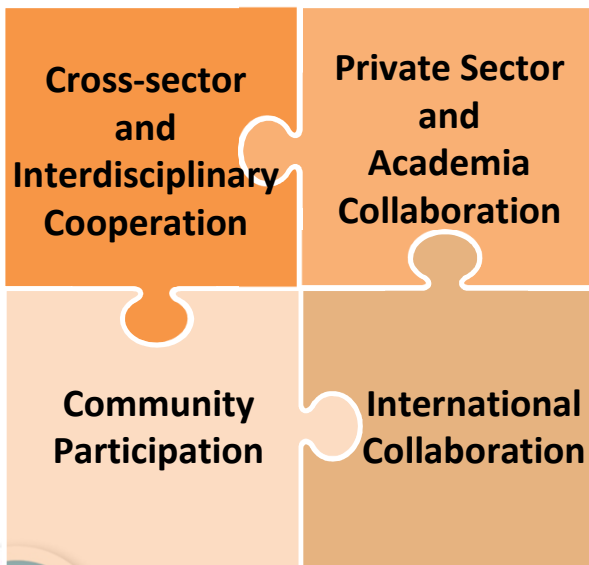 Cross-sector
and
Interdisciplinary
Cooperation
Private Sector
and
Academia
Collaboration
Community
Participation
International
Collaboration